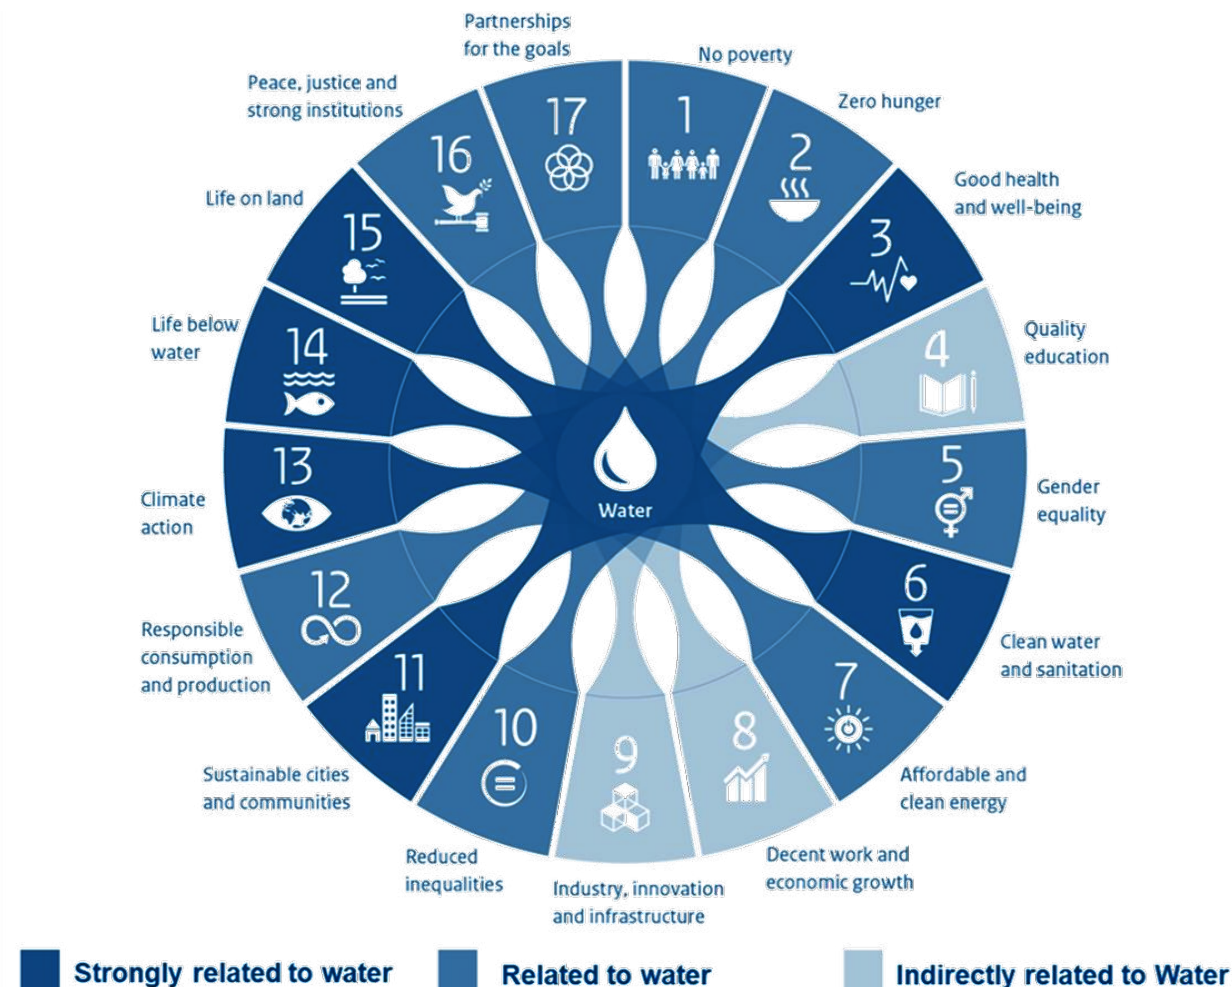 Partnerships
for the goals
No poverty
Zero hunger
Good health
and well-being
Quality
education
Gender
equality
Clean water
and sanitation
Affordable and
clean energy
Decent work and
economic growth
Industry, innovation
and infrastructure
Reduced
inequalities
Sustainable cities
and communities
Responsible
consumption
and production
Climate
action
Life below
water
Life on land
Peace, justice and
strong institutions
1
2
3
4
5
6
7
8
9
10
11
12
13
14
15
16
17
Water
Strongly related to water
Related to water
Indirectly related to Water